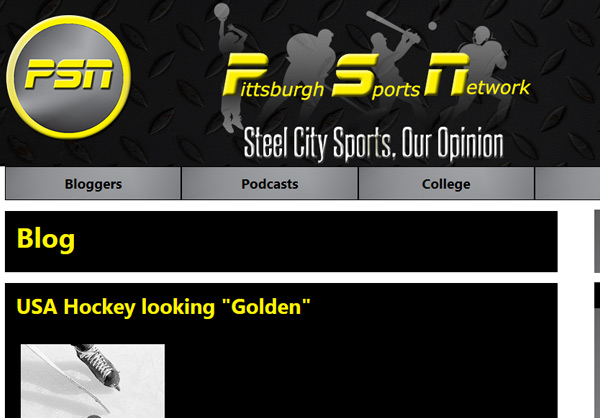 PSN
Pittsburgh Sports Network
Steel City Sports, Our Opinion
Bloggers Podcasts College
Blog
USA Hockey looking "Golden"